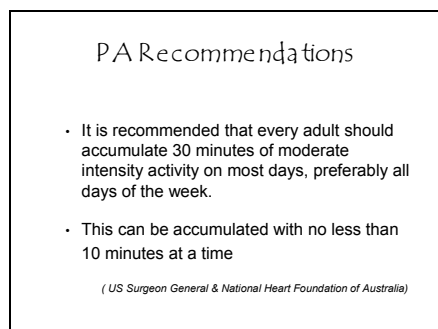 PA Recommendations
• It is recommended that every adult should
accumulate 30 minutes of moderate
intensity activity on most days, preferably all
days of the week.
• This can be accumulated with no less than
10 minutes at a time
( US Surgeon General & National Heart Foundation of Australia)